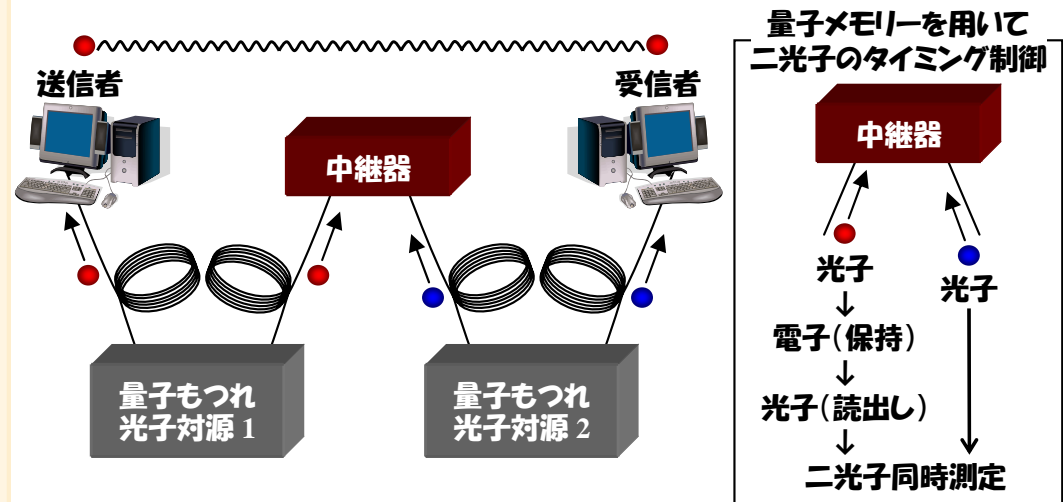 送信者
受信者
中継器
量子もつれ
光子対源 1
量子もつれ
光子対源 2
量子メモリーを用いて
二光子のタイミング制御
中継器
光子
↓
電子(保持)
↓
光子(読出し)
↓
光子
二光子同時測定